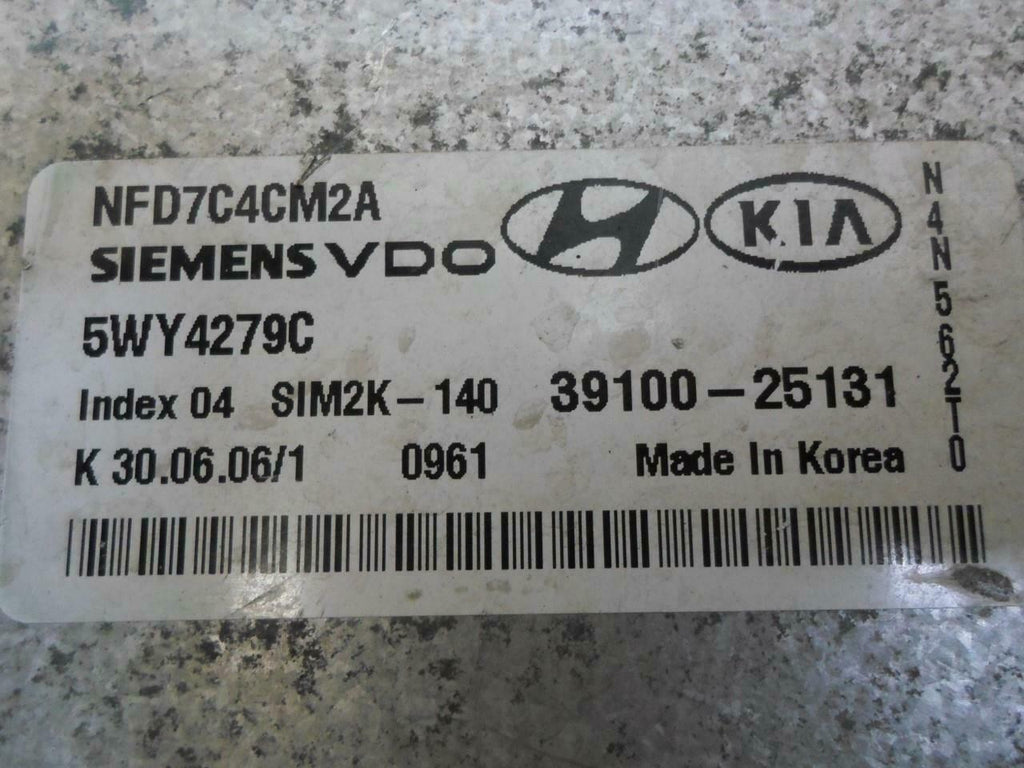 NFD7C4CM2A
SIEMENS VDO KIA
5WY4279C
Index 04 SIM2K-140 39100-25131
K 30.06.06/1 0961 Made In Korea
N4N562T0